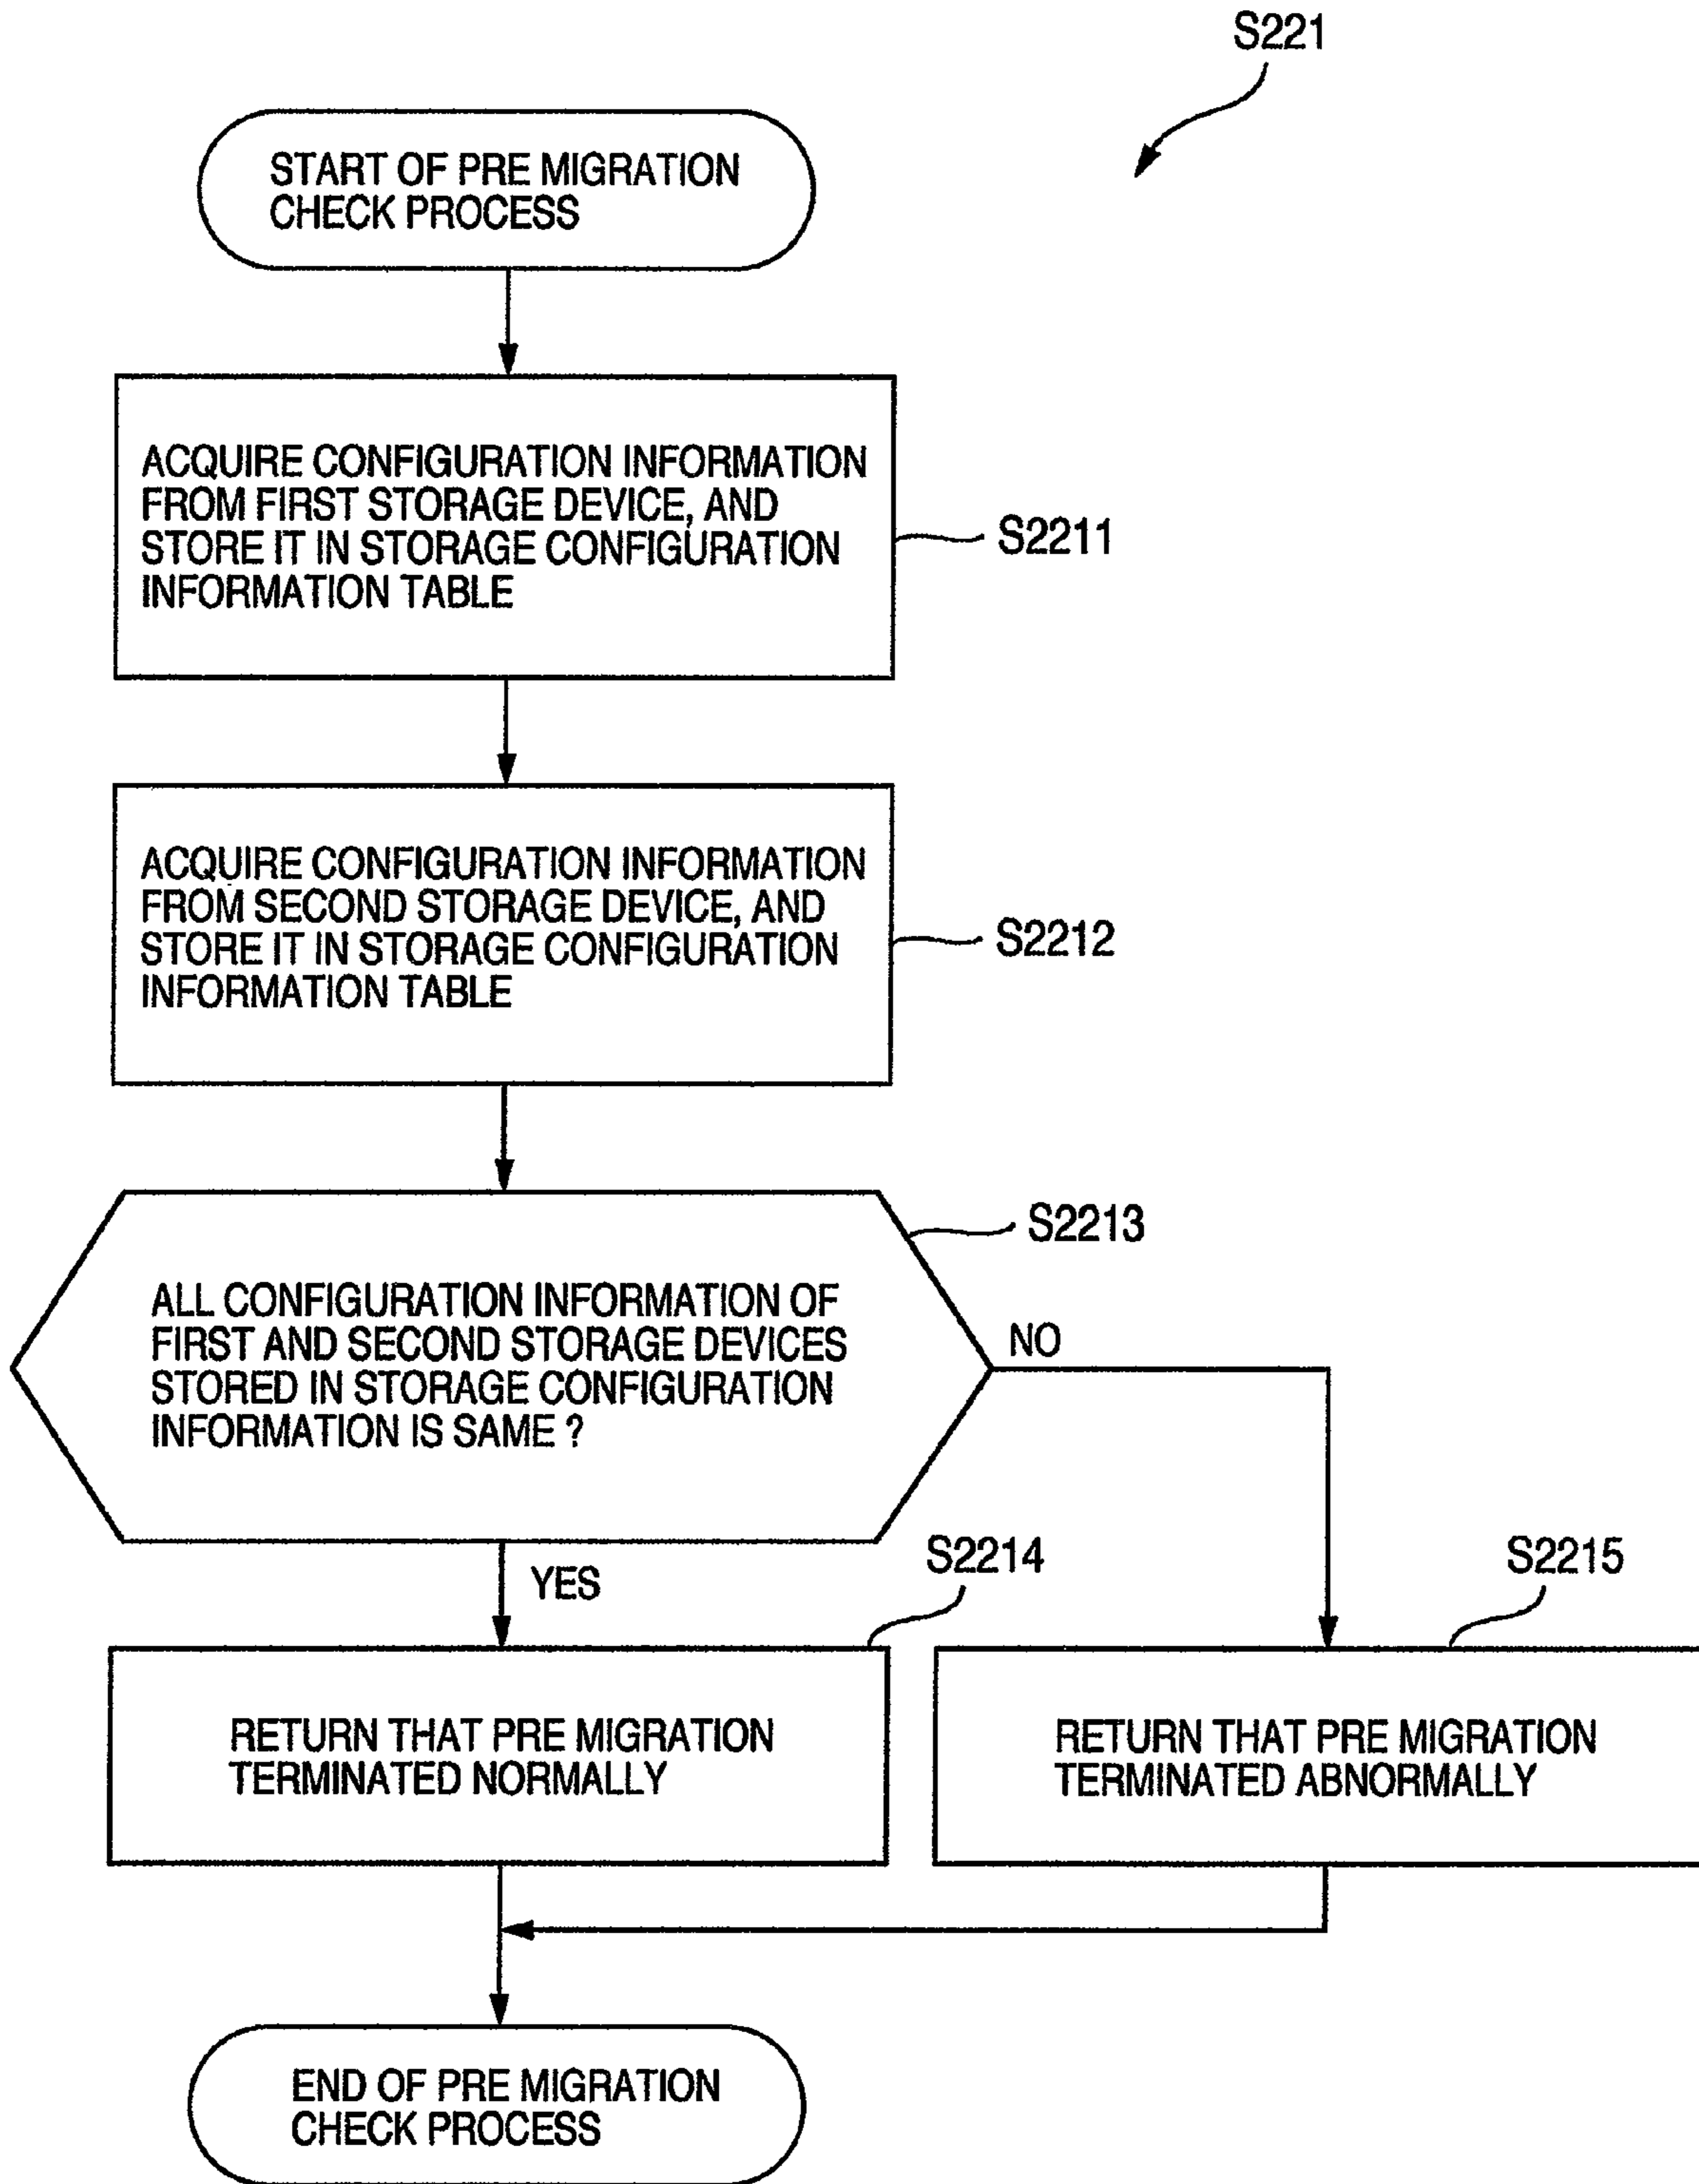 S221
START OF PRE MIGRATION
CHECK PROCESS
ACQUIRE CONFIGURATION INFORMATION
FROM FIRST STORAGE DEVICE, AND
STORE IT IN STORAGE CONFIGURATION
INFORMATION TABLE
S2211
ACQUIRE CONFIGURATION INFORMATION
FROM SECOND STORAGE DEVICE, AND
STORE IT IN STORAGE CONFIGURATION
INFORMATION TABLE
S2212
S2213
ALL CONFIGURATION INFORMATION OF
FIRST AND SECOND STORAGE DEVICES
STORED IN STORAGE CONFIGURATION
INFORMATION IS SAME ?
NO
YES
S2214
S2215
RETURN THAT PRE MIGRATION
TERMINATED NORMALLY
RETURN THAT PRE MIGRATION
TERMINATED ABNORMALLY
END OF PRE MIGRATION
CHECK PROCESS